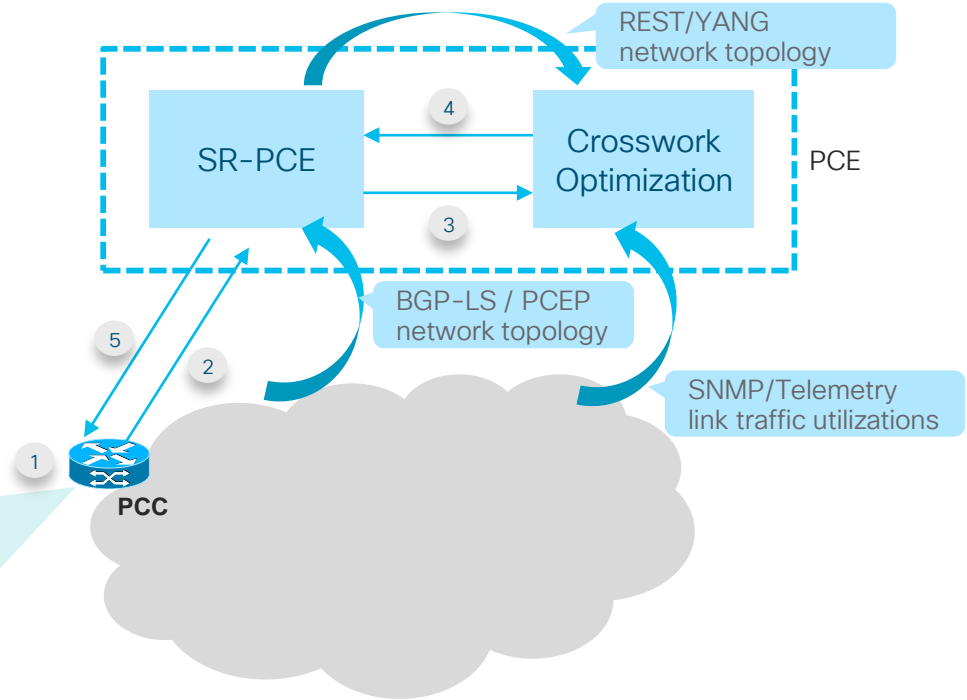 REST/YANG
network topology
4
SR-PCE
Crosswork
Optimization
PCE
3
BGP-LS / PCEP
network topology
5
2
SNMP/Telemetry
link traffic utilizations
1
PCC